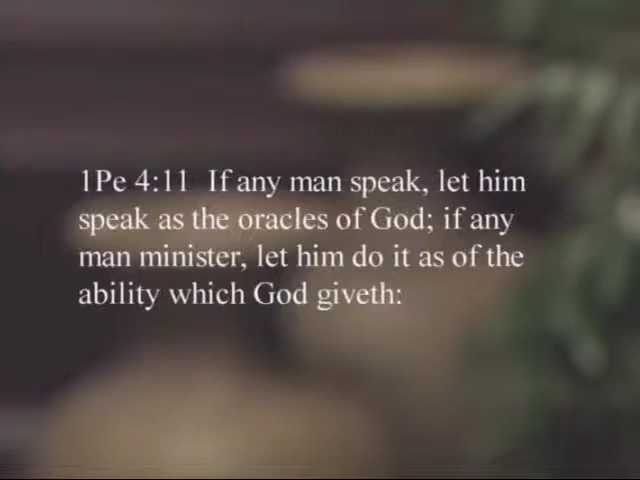 1Pe 4:11  If any man speak, let him
speak as the oracles of God; if any
man minister, let him do it as of the
ability which God giveth: